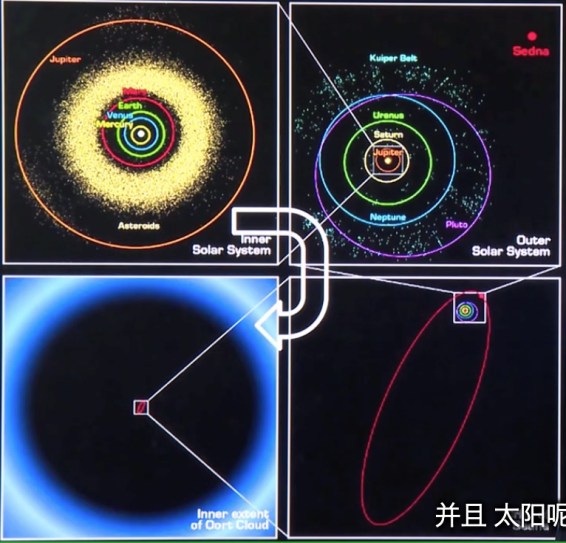 Jupiter
Mars
Earth
Venus
Mercury
Asteroids
Inner
Solar System
Sedna
Kuiper Belt
Uranus
Saturn
Jupiter
Neptune
Pluto
Outer
Solar System
Inner extent
of Oort Cloud
并且 太阳呢